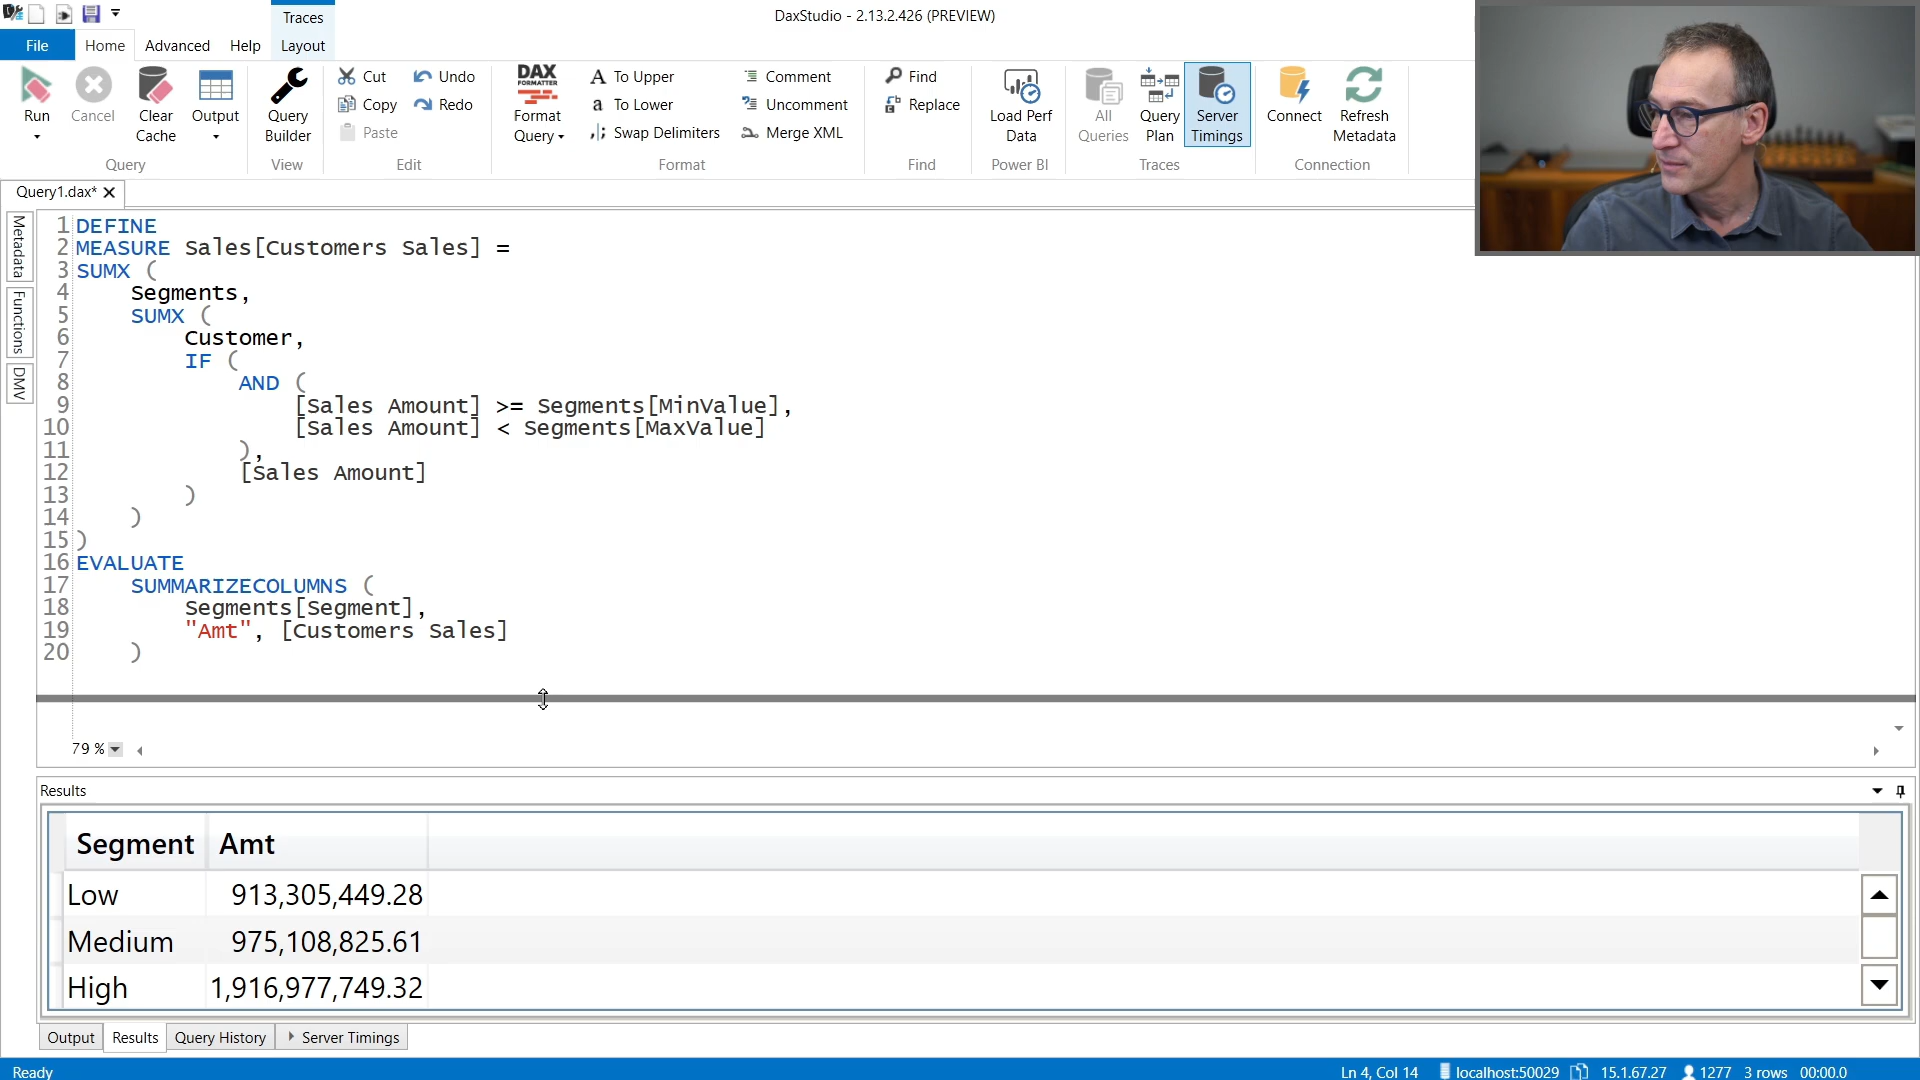 Traces
DaxStudio - 2.13.2.426 (PREVIEW)
File
Home
Advanced
Help
Layout
Run
Cancel
Clear
Cache
Output
Query
Query
Builder
View
Cut
Undo
Copy
Redo
Paste
Edit
DAX
FORMATTER
Format
Query
A To Upper
a To Lower
Swap Delimiters
Comment
Uncomment
Merge XML
Format
Find
Replace
Find
Load Perf
Data
Power BI
All
Queries
Query
Plan
Server
Timings
Traces
Connect
Refresh
Metadata
Connection
Query1.dax*
Metadata
Functions
DMV
1 DEFINE
2 MEASURE Sales[Customers Sales] =
3 SUMX (
4 Segments,
5 SUMX (
6 Customer,
7 IF (
8 AND (
9 [Sales Amount] >= Segments[MinValue],
10 [Sales Amount] < Segments[MaxValue]
11 ),
12 [Sales Amount]
13 )
14 )
15 )
16 EVALUATE
17 SUMMARIZECOLUMNS (
18 Segments[Segment],
19 "Amt", [Customers Sales]
20 )
79 %
Results
Segment Amt
Low 913,305,449.28
Medium 975,108,825.61
High 1,916,977,749.32
Output
Results
Query History
Server Timings
Ready
Ln 4, Col 14
localhost:50029
15.1.67.27
1277
3 rows
00:00.0